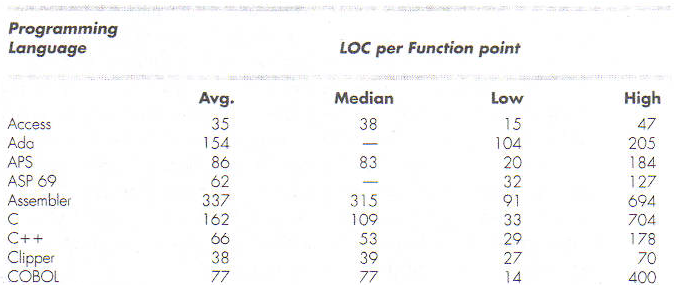 Programming
Language LOC per Function point
Avg. Median Low High
Access 35 38 15 47
Ada 154 — 104 205
APS 86 83 20 184
ASP 69 62 — 32 127
Assembler 337 315 91 694
C 162 109 33 704
C++ 66 53 29 178
Clipper 38 39 27 70
COBOL 77 77 14 400